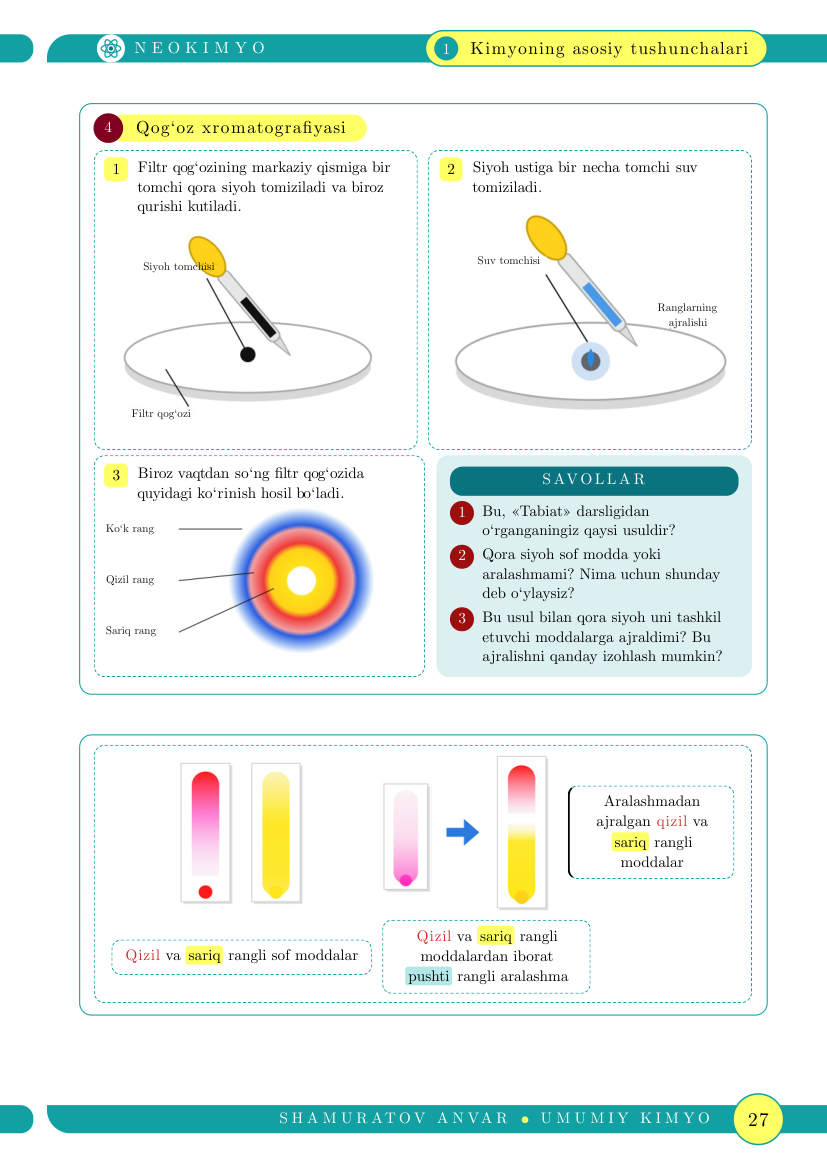 NEOKIMYO
1 Kimyoning asosiy tushunchalari
4 Qog‘oz xromatografiyasi
1 Filtr qog‘ozining markaziy qismiga bir
tomchi qora siyoh tomiziladi va biroz
qurishi kutiladi.
Siyoh tomchisi
Filtr qog‘ozi
2 Siyoh ustiga bir necha tomchi suv
tomiziladi.
Suv tomchisi
Ranglarning
ajralishi
3 Biroz vaqtdan so‘ng filtr qog‘ozida
quyidagi ko‘rinish hosil bo‘ladi.
Ko‘k rang
Qizil rang
Sariq rang
SAVOLLAR
1 Bu, «Tabiat» darsligidan
o‘rganganingiz qaysi usuldir?
2 Qora siyoh sof modda yoki
aralashmami? Nima uchun shunday
deb o‘ylaysiz?
3 Bu usul bilan qora siyoh uni tashkil
etuvchi moddalarga ajraldimi? Bu
ajralishni qanday izohlash mumkin?
Aralashmadan
ajralgan qizil va
sariq rangli
moddalar
Qizil va sariq rangli sof moddalar
Qizil va sariq rangli
moddalardan iborat
pushti rangli aralashma
SHAMURATOV ANVAR • UMUMIY KIMYO
27